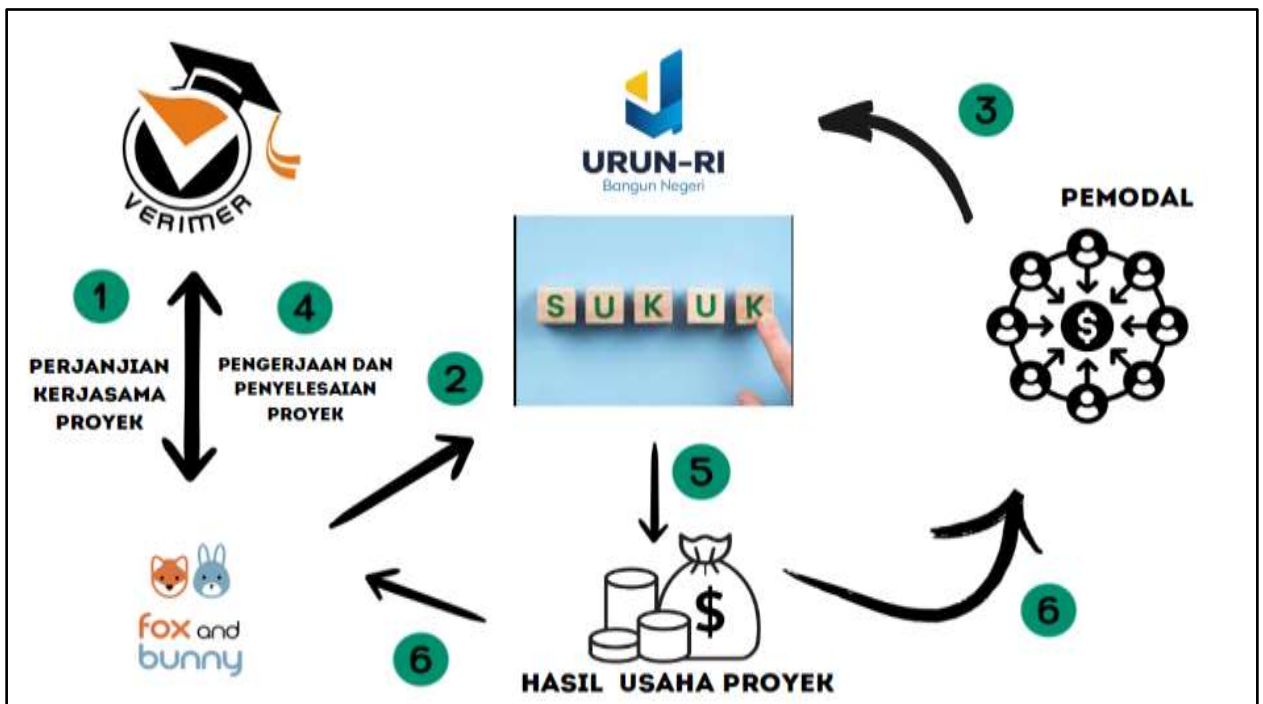 VERIMER
URUN-RI
Bangun Negeri
3
PEMODAL
SUKUK
$
1
PERJANJIAN
KERJASAMA
PROYEK
4
PENGERJAAN DAN
PENYELESAIAN
PROYEK
2
5
fox and
bunny
6
$
HASIL USAHA PROYEK
6